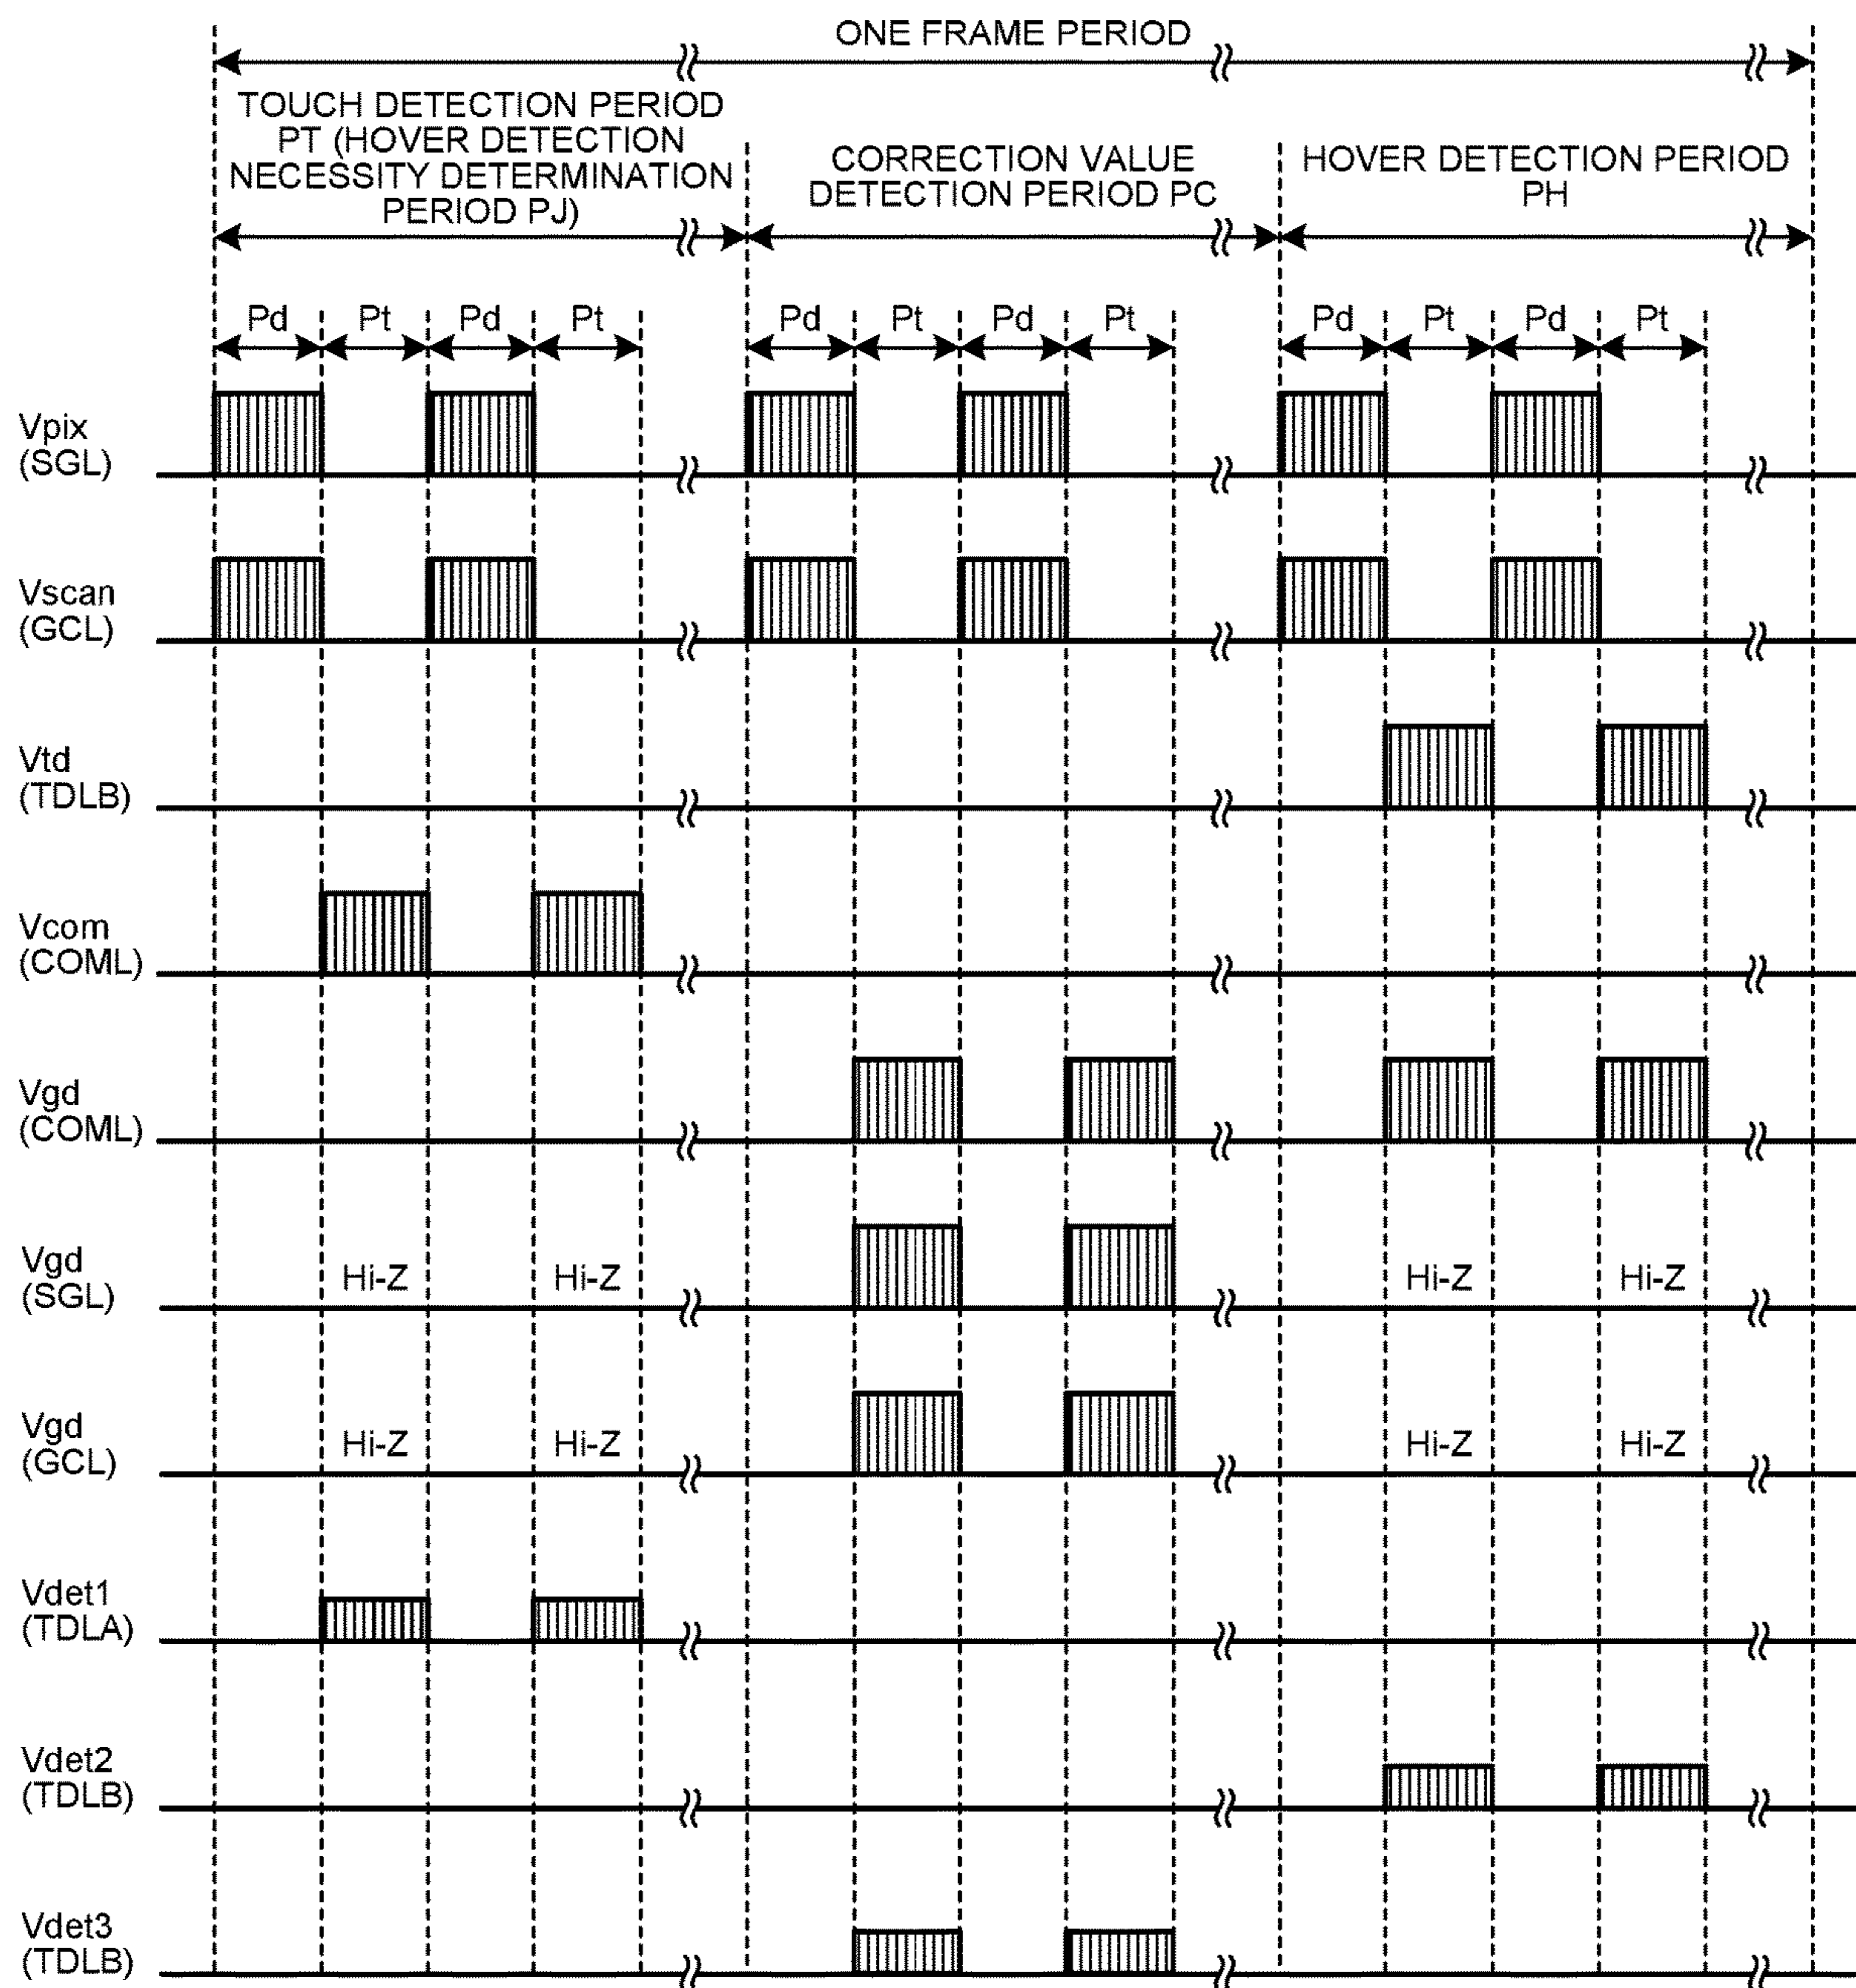 ONE FRAME PERIOD
TOUCH DETECTION PERIOD
PT (HOVER DETECTION
NECESSITY DETERMINATION
PERIOD PJ)
CORRECTION VALUE
DETECTION PERIOD PC
HOVER DETECTION PERIOD
PH
Pd Pt Pd Pt Pd Pt Pd Pt Pd Pt Pd Pt
Vpix
(SGL)
Vscan
(GCL)
Vtd
(TDLB)
Vcom
(COML)
Vgd
(COML)
Vgd
(SGL)
Hi-Z Hi-Z Hi-Z Hi-Z
Vgd
(GCL)
Hi-Z Hi-Z Hi-Z Hi-Z
Vdet1
(TDLA)
Vdet2
(TDLB)
Vdet3
(TDLB)